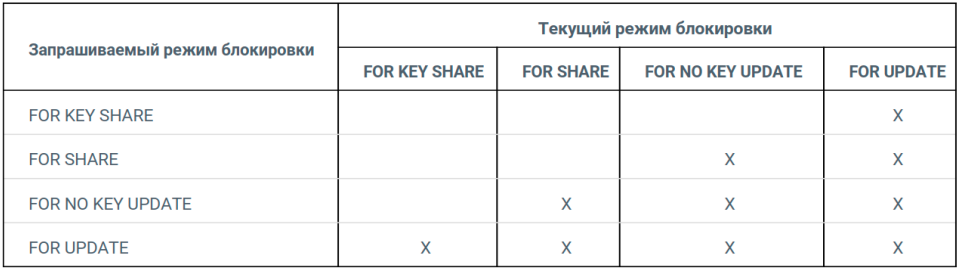 Запрашиваемый режим блокировки
Текущий режим блокировки
FOR KEY SHARE FOR SHARE FOR NO KEY UPDATE FOR UPDATE
FOR KEY SHARE X
FOR SHARE X X
FOR NO KEY UPDATE X X X
FOR UPDATE X X X X